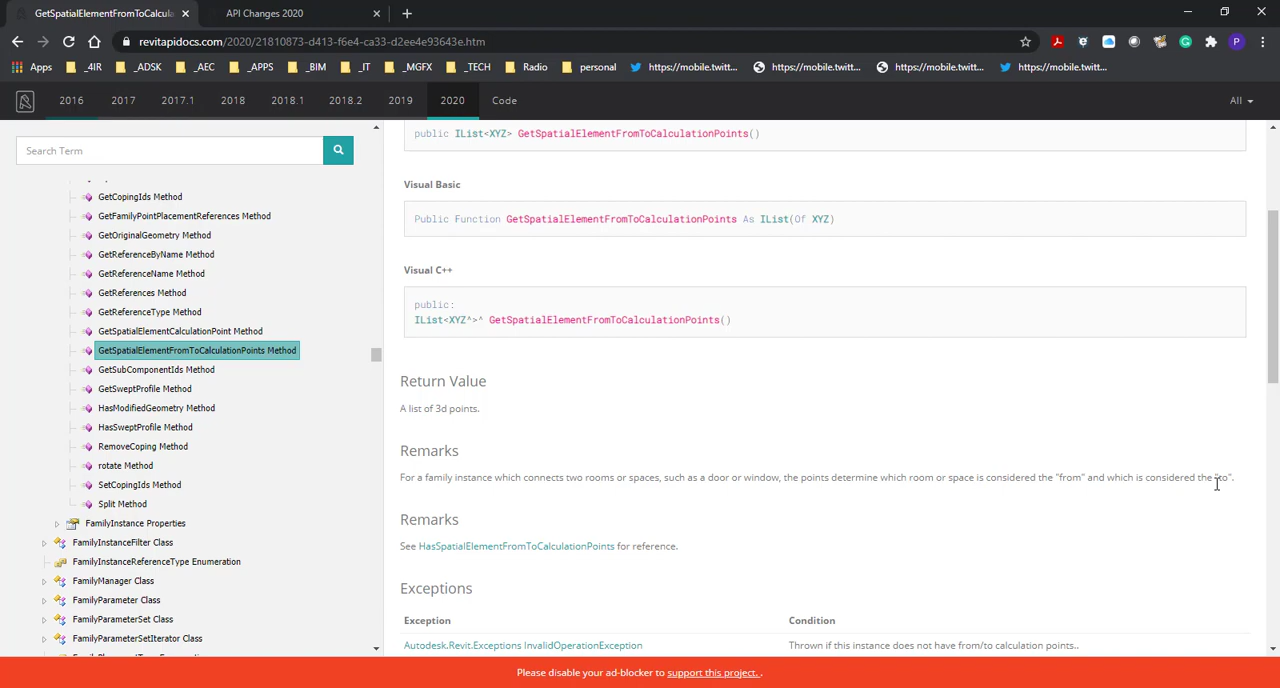 GetSpatialElementFromToCalcula
API Changes 2020
revitapidocs.com/2020/21810873-d413-f6e4-ca33-d2ee4e93643e.htm
P
Apps _4IR _ADSK _AEC _APPS _BIM _IT _MGFX _TECH Radio personal https://mobile.twitt... https://mobile.twitt... https://mobile.twitt... https://mobile.twitt...
2016 2017 2017.1 2018 2018.1 2018.2 2019 2020 Code All
Search Term
GetCopingIds Method
GetFamilyPointPlacementReferences Method
GetOriginalGeometry Method
GetReferenceByName Method
GetReferenceName Method
GetReferences Method
GetReferenceType Method
GetSpatialElementCalculationPoint Method
GetSpatialElementFromToCalculationPoints Method
GetSubComponentIds Method
GetSweptProfile Method
HasModifiedGeometry Method
HasSweptProfile Method
RemoveCoping Method
rotate Method
SetCopingIds Method
Split Method
FamilyInstance Properties
FamilyInstanceFilter Class
FamilyInstanceReferenceType Enumeration
FamilyManager Class
FamilyParameter Class
FamilyParameterSet Class
FamilyParameterSetIterator Class
public IList<XYZ> GetSpatialElementFromToCalculationPoints()
Visual Basic
Public Function GetSpatialElementFromToCalculationPoints As IList(Of XYZ)
Visual C++
public:
IList<XYZ^>^ GetSpatialElementFromToCalculationPoints()
Return Value
A list of 3d points.
Remarks
For a family instance which connects two rooms or spaces, such as a door or window, the points determine which room or space is considered the "from" and which is considered the "to".
Remarks
See HasSpatialElementFromToCalculationPoints for reference.
Exceptions
Exception Condition
Autodesk.Revit.Exceptions InvalidOperationException Thrown if this instance does not have from/to calculation points..
Please disable your ad-blocker to support this project. .